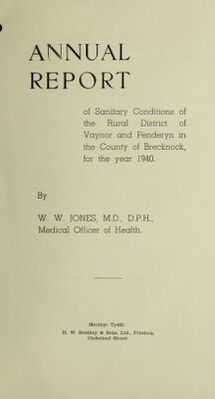 ANNUAL
REPORT
of Sanitary Conditions of
the Rural District of
Vaynor and Penderyn in
the County of Brecknock,
for the year 1940.
By
W. W. JONES, M.D., D.P.H.,
Medical Officer of Health.
Merthyr Tydfil:
H. W. Southey & Sons, Ltd., Printers,
Glebeland Street.